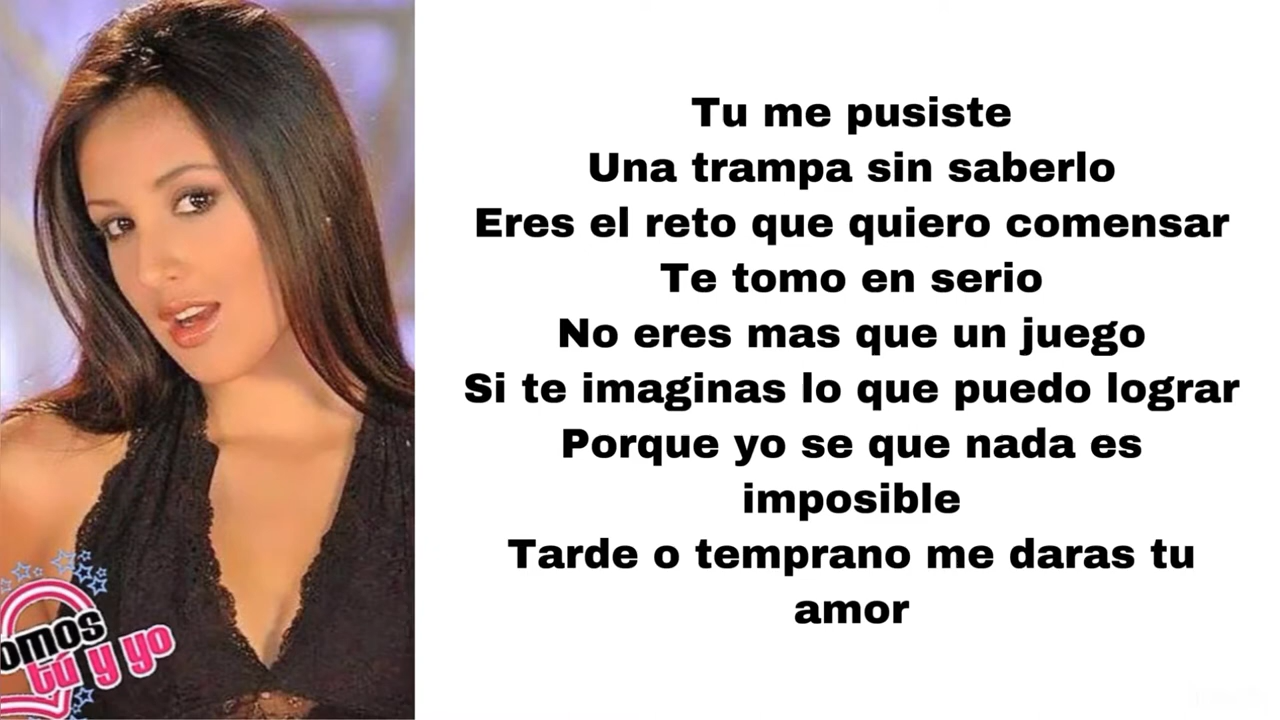 Tu me pusiste
Una trampa sin saberlo
Eres el reto que quiero comensar
Te tomo en serio
No eres mas que un juego
Si te imaginas lo que puedo lograr
Porque yo se que nada es
imposible
Tarde o temprano me daras tu
amor
omos
tú y yo